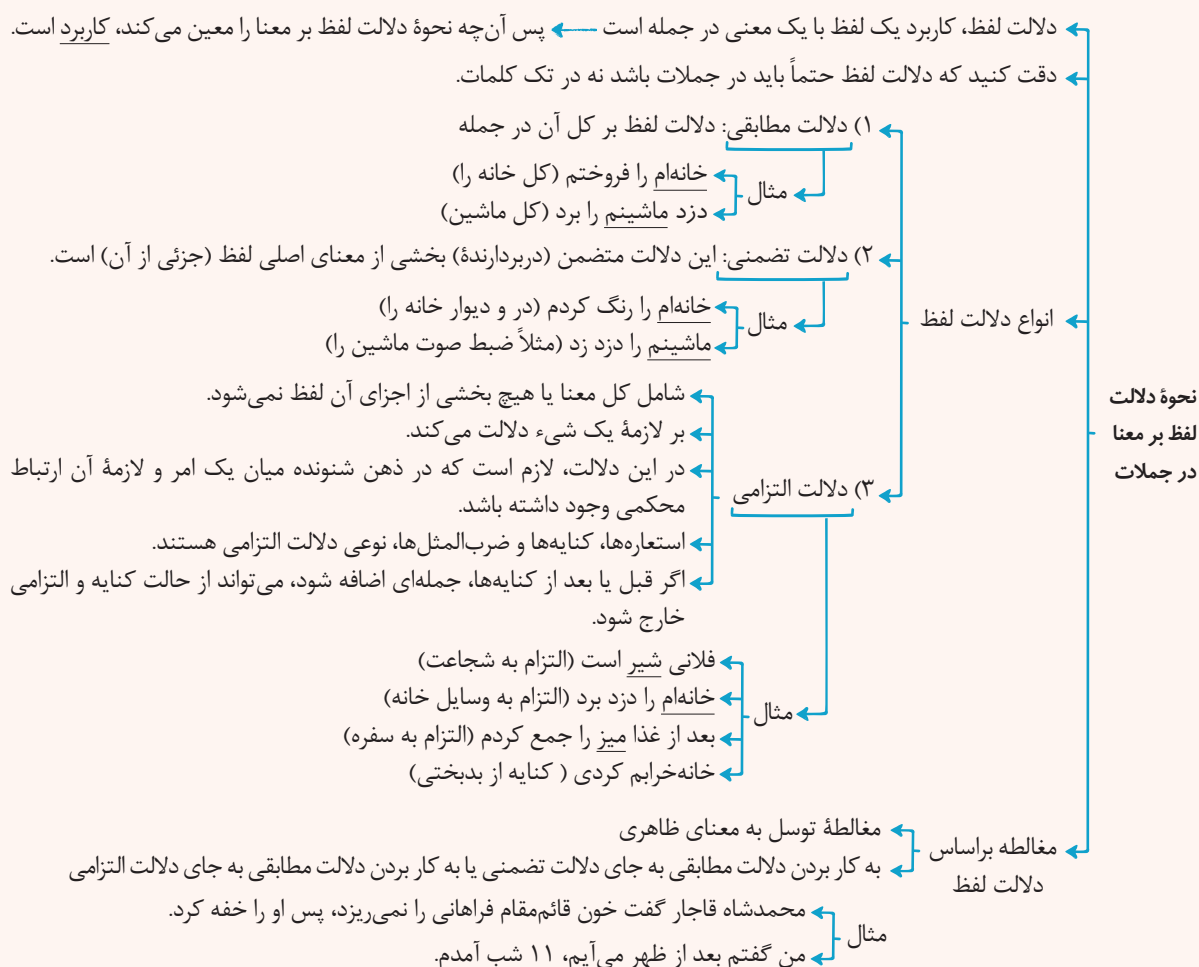 دلالت لفظ، کاربرد یک لفظ با یک معنی در جمله است پس آن‌چه نحوۀ دلالت لفظ بر معنا را معین می‌کند، کاربرد است.
دقت کنید که دلالت لفظ حتماً باید در جملات باشد نه در تک کلمات.
۱) دلالت مطابقی: دلالت لفظ بر کل آن در جمله
خانه‌ام را فروختم (کل خانه را)
مثال
دزد ماشینم را برد (کل ماشین)
۲) دلالت تضمنی: این دلالت متضمن (دربردارندۀ) بخشی از معنای اصلی لفظ (جزئی از آن) است.
خانه‌ام را رنگ کردم (در و دیوار خانه را)
انواع دلالت لفظ
مثال
ماشینم را دزد زد (مثلاً ضبط صوت ماشین را)
شامل کل معنا یا هیچ بخشی از اجزای آن لفظ نمی‌شود.
نحوۀ دلالت
لفظ بر معنا
در جملات
بر لازمۀ یک شیء دلالت می‌کند.
۳) دلالت التزامی
در این دلالت، لازم است که در ذهن شنونده میان یک امر و لازمۀ آن ارتباط
محکمی وجود داشته باشد.
استعاره‌ها، کنایه‌ها و ضرب‌المثل‌ها، نوعی دلالت التزامی هستند.
اگر قبل یا بعد از کنایه‌ها، جمله‌ای اضافه شود، می‌تواند از حالت کنایه و التزامی
خارج شود.
فلانی شیر است (التزام به شجاعت)
خانه‌ام را دزد برد (التزام به وسایل خانه)
مثال
بعد از غذا میز را جمع کردم (التزام به سفره)
خانه‌خرابم کردی ( کنایه از بدبختی)
مغالطۀ توسل به معنای ظاهری
مغالطه براساس
دلالت لفظ
به کار بردن دلالت مطابقی به جای دلالت تضمنی یا به کار بردن دلالت مطابقی به جای دلالت التزامی
محمدشاه قاجار گفت خون قائم‌مقام فراهانی را نمی‌ریزد، پس او را خفه کرد.
مثال
من گفتم بعد از ظهر می‌آیم، ۱۱ شب آمدم.